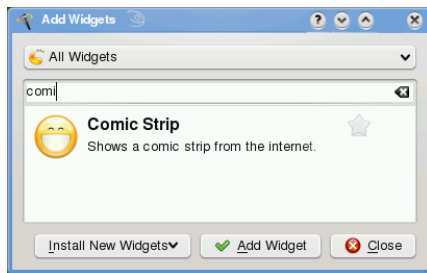 Add Widgets
All Widgets
comi
Comic Strip
Shows a comic strip from the internet.
Install New Widgets Add Widget Close